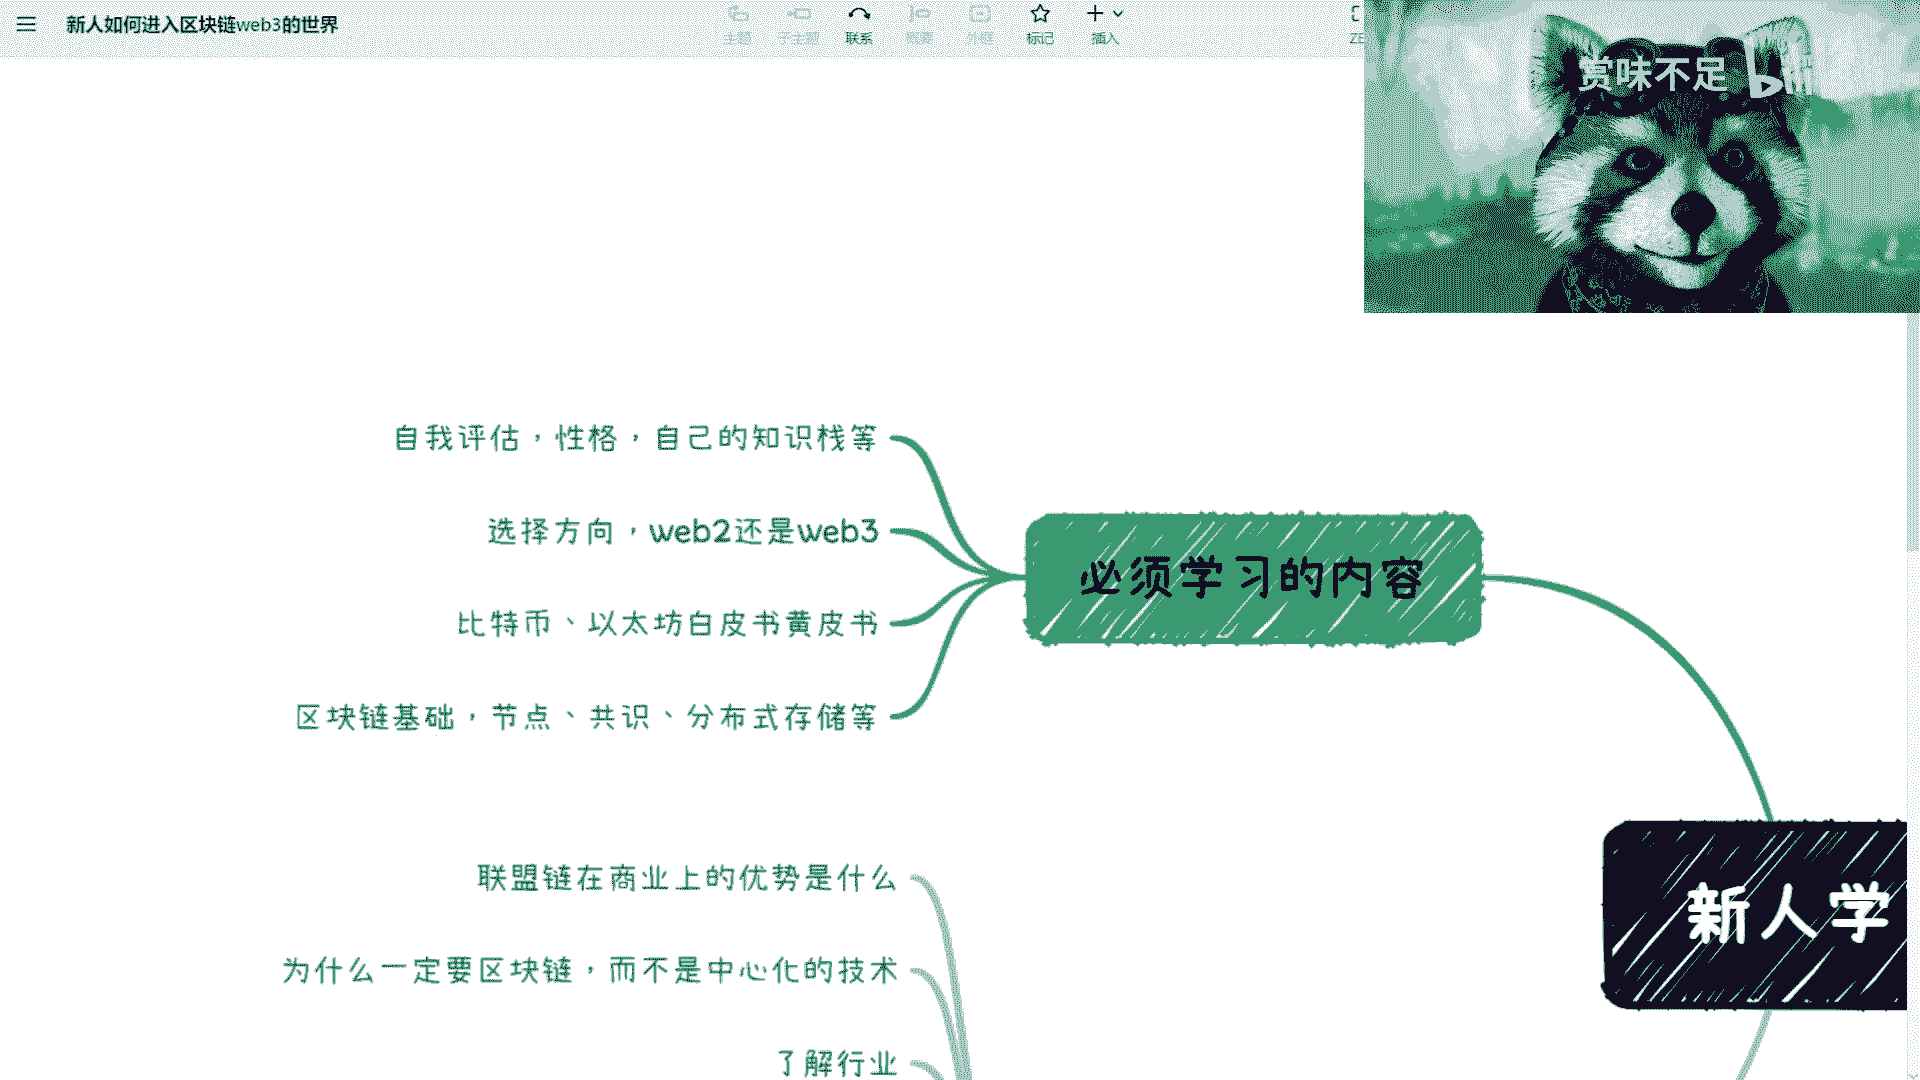 新人如何进入区块链web3的世界
主题 子主题 联系 概要 外框 标记 插入
ZE
赏味不足 bili
自我评估，性格，自己的知识栈等
选择方向，web2还是web3
比特币、以太坊白皮书黄皮书
区块链基础，节点、共识、分布式存储等
必须学习的内容
联盟链在商业上的优势是什么
为什么一定要区块链，而不是中心化的技术
了解行业
新人学